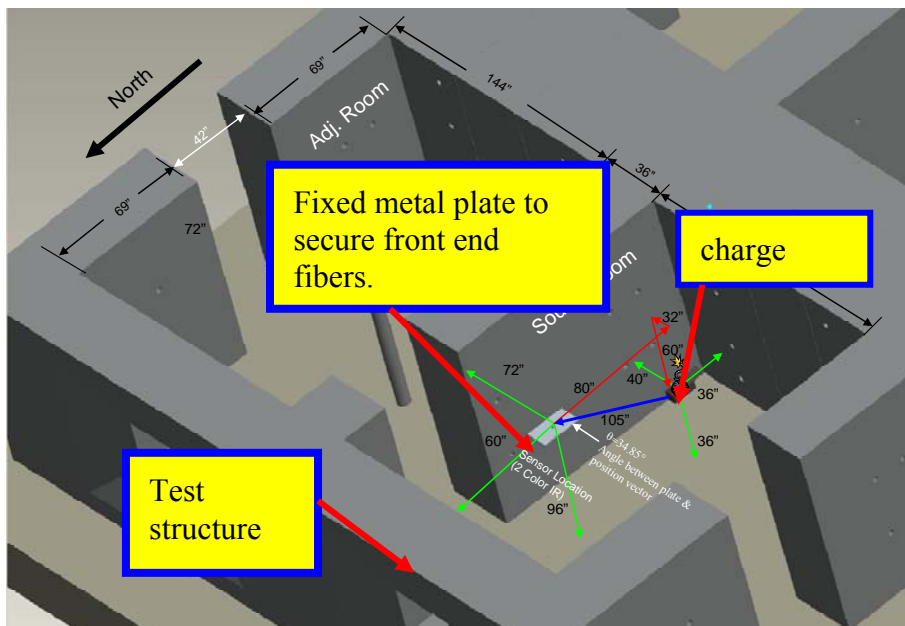 North
69”
42”
69”
72”
Adj. Room
144”
36”
Fixed metal plate to
secure front end
fibers.
charge
oom
So
32”
60”
40”
36”
36”
72”
80”
105”
60”
θ=34.85°
Angle between plate &
position vector
Sensor Location
(2 Color IR)
96”
Test
structure